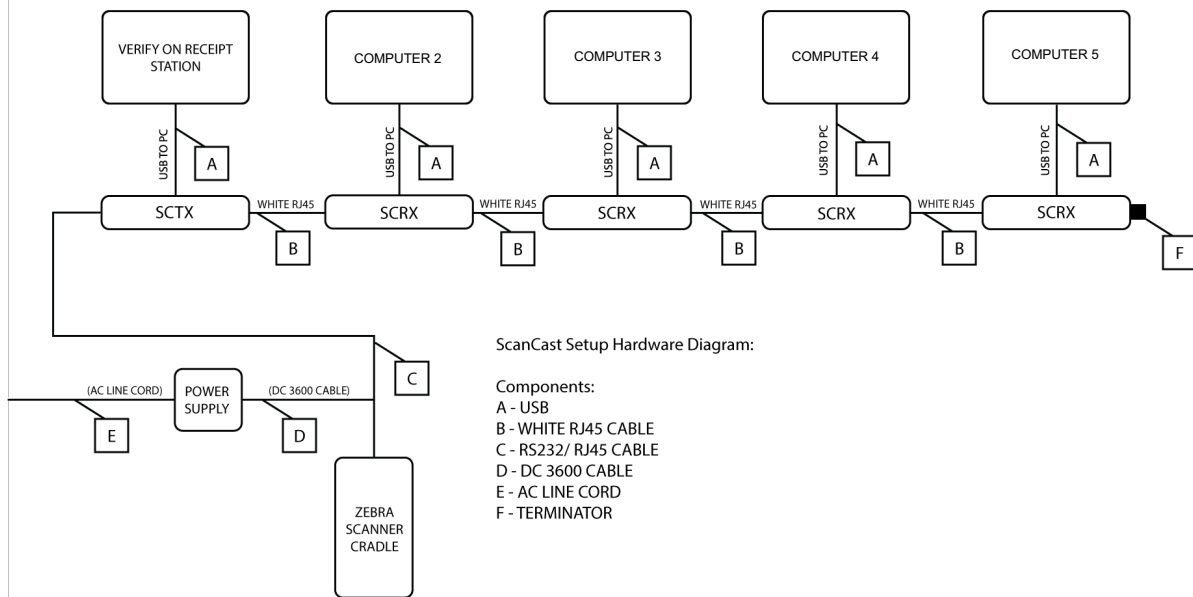 VERIFY ON RECEIPT
STATION
COMPUTER 2
COMPUTER 3
COMPUTER 4
COMPUTER 5
USB TO PC
A
USB TO PC
A
USB TO PC
A
USB TO PC
A
USB TO PC
A
SCTX
WHITE RJ45
B
SCRX
WHITE RJ45
B
SCRX
WHITE RJ45
B
SCRX
WHITE RJ45
B
SCRX
F
C
(AC LINE CORD)
E
POWER
SUPPLY
(DC 3600 CABLE)
D
ZEBRA
SCANNER
CRADLE
ScanCast Setup Hardware Diagram:
Components:
A - USB
B - WHITE RJ45 CABLE
C - RS232/ RJ45 CABLE
D - DC 3600 CABLE
E - AC LINE CORD
F - TERMINATOR